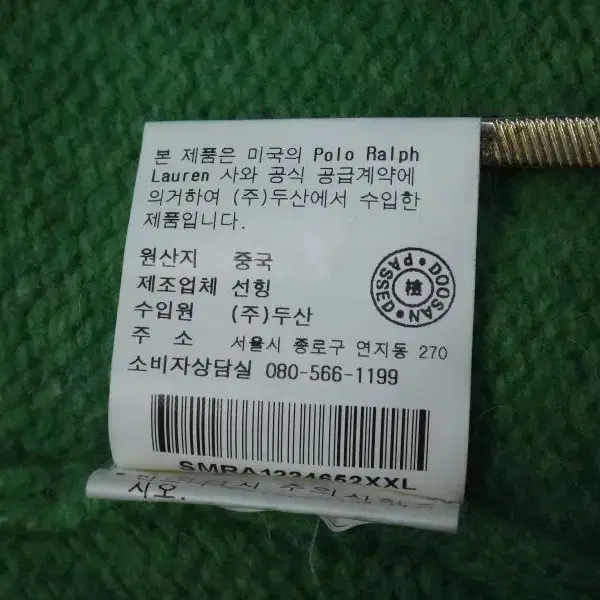 본 제품은 미국의 Polo Ralph
Lauren 사와 공식 공급계약에
의거하여 (주)두산에서 수입한
제품입니다.
원산지 중국
제조업체 선힝
수입원 (주)두산
주 소 서울시 종로구 연지동 270
소비자상담실 080-566-1199
DOOSAN • PASSED •
檢
SMRA1224652XXL
시오.